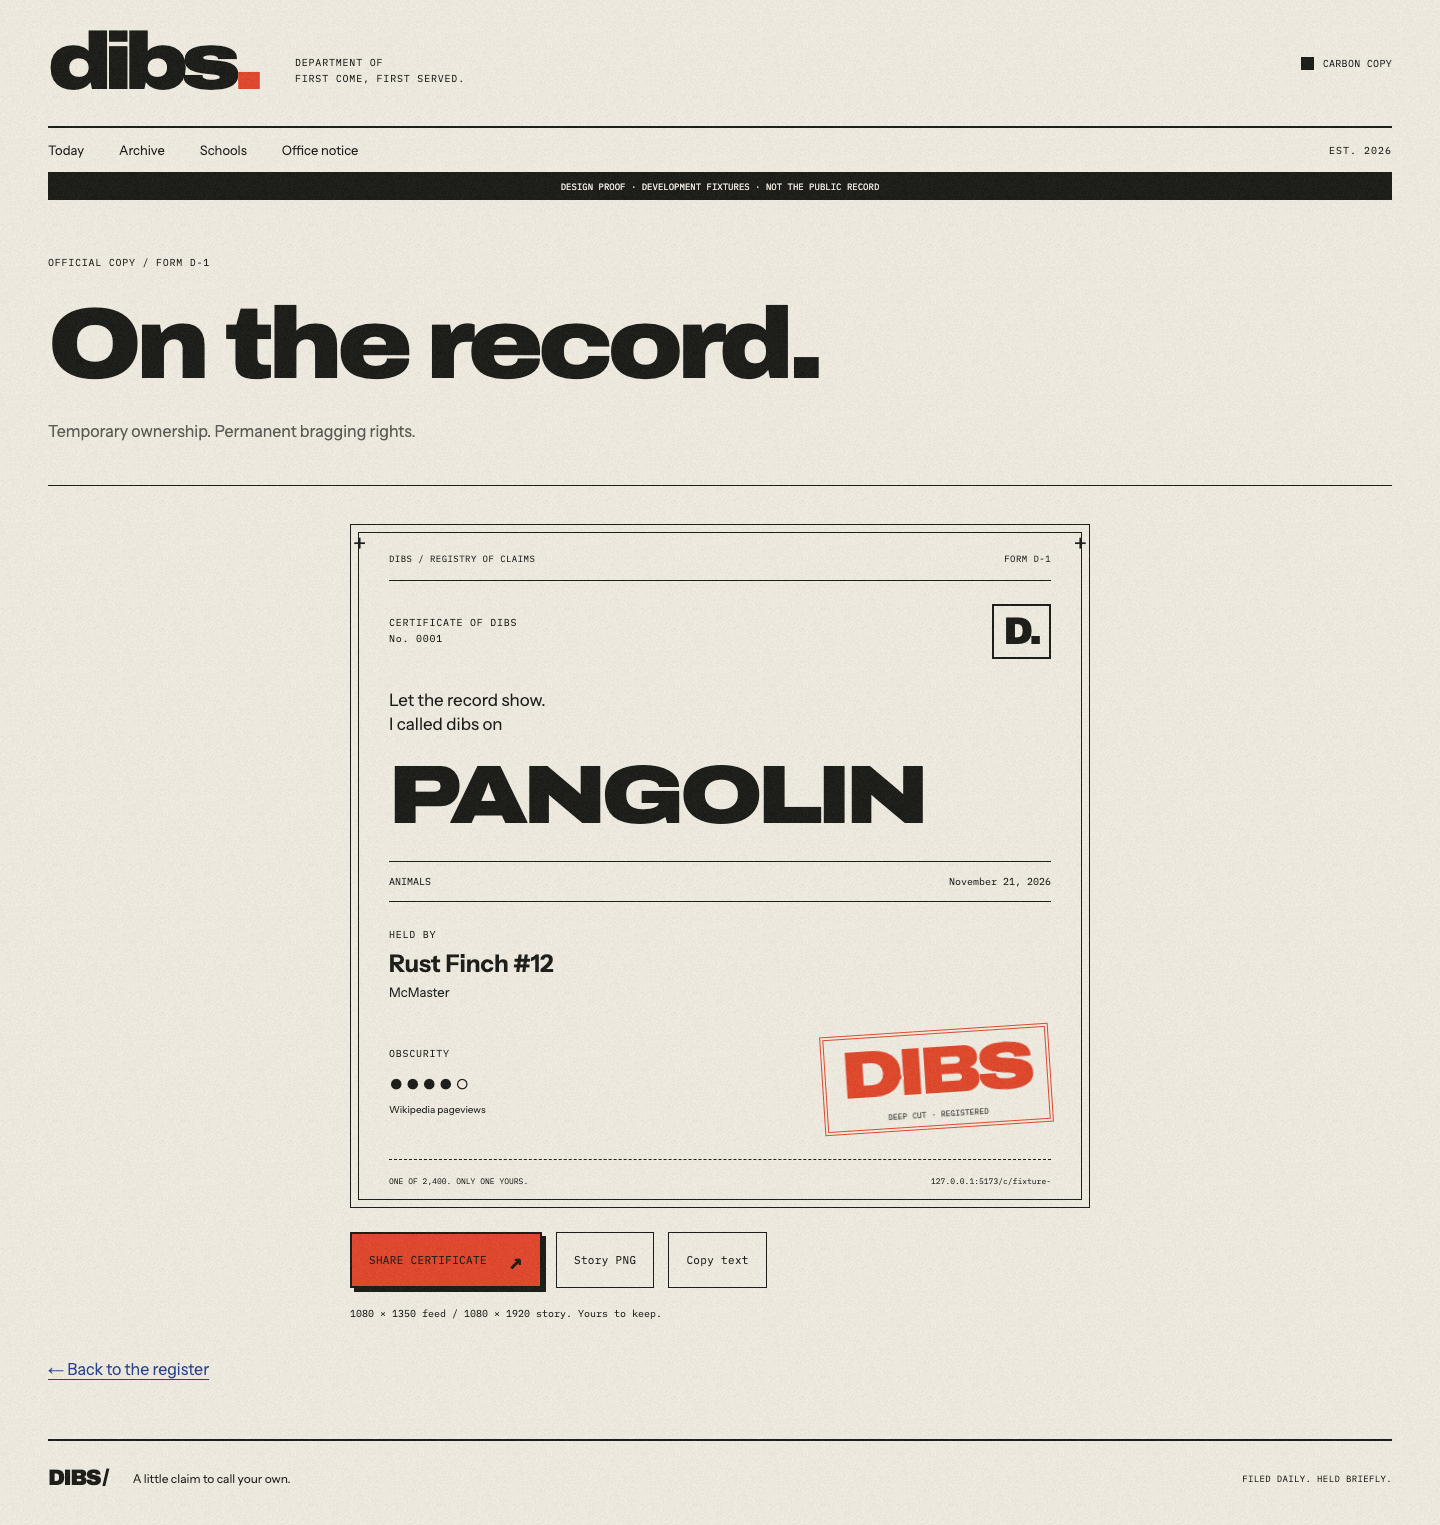 dibs.
DEPARTMENT OF
FIRST COME, FIRST SERVED.
CARBON COPY
Today Archive Schools Office notice
EST. 2026
DESIGN PROOF · DEVELOPMENT FIXTURES · NOT THE PUBLIC RECORD
OFFICIAL COPY / FORM D-1
On the record.
Temporary ownership. Permanent bragging rights.
DIBS / REGISTRY OF CLAIMS
FORM D-1
CERTIFICATE OF DIBS
No. 0001
D.
Let the record show.
I called dibs on
PANGOLIN
ANIMALS
November 21, 2026
HELD BY
Rust Finch #12
McMaster
OBSCURITY
Wikipedia pageviews
DIBS
DEEP CUT · REGISTERED
ONE OF 2,400. ONLY ONE YOURS.
127.0.0.1:5173/c/fixture-
SHARE CERTIFICATE ↗
Story PNG
Copy text
1080 × 1350 feed / 1080 × 1920 story. Yours to keep.
← Back to the register
DIBS/
A little claim to call your own.
FILED DAILY. HELD BRIEFLY.